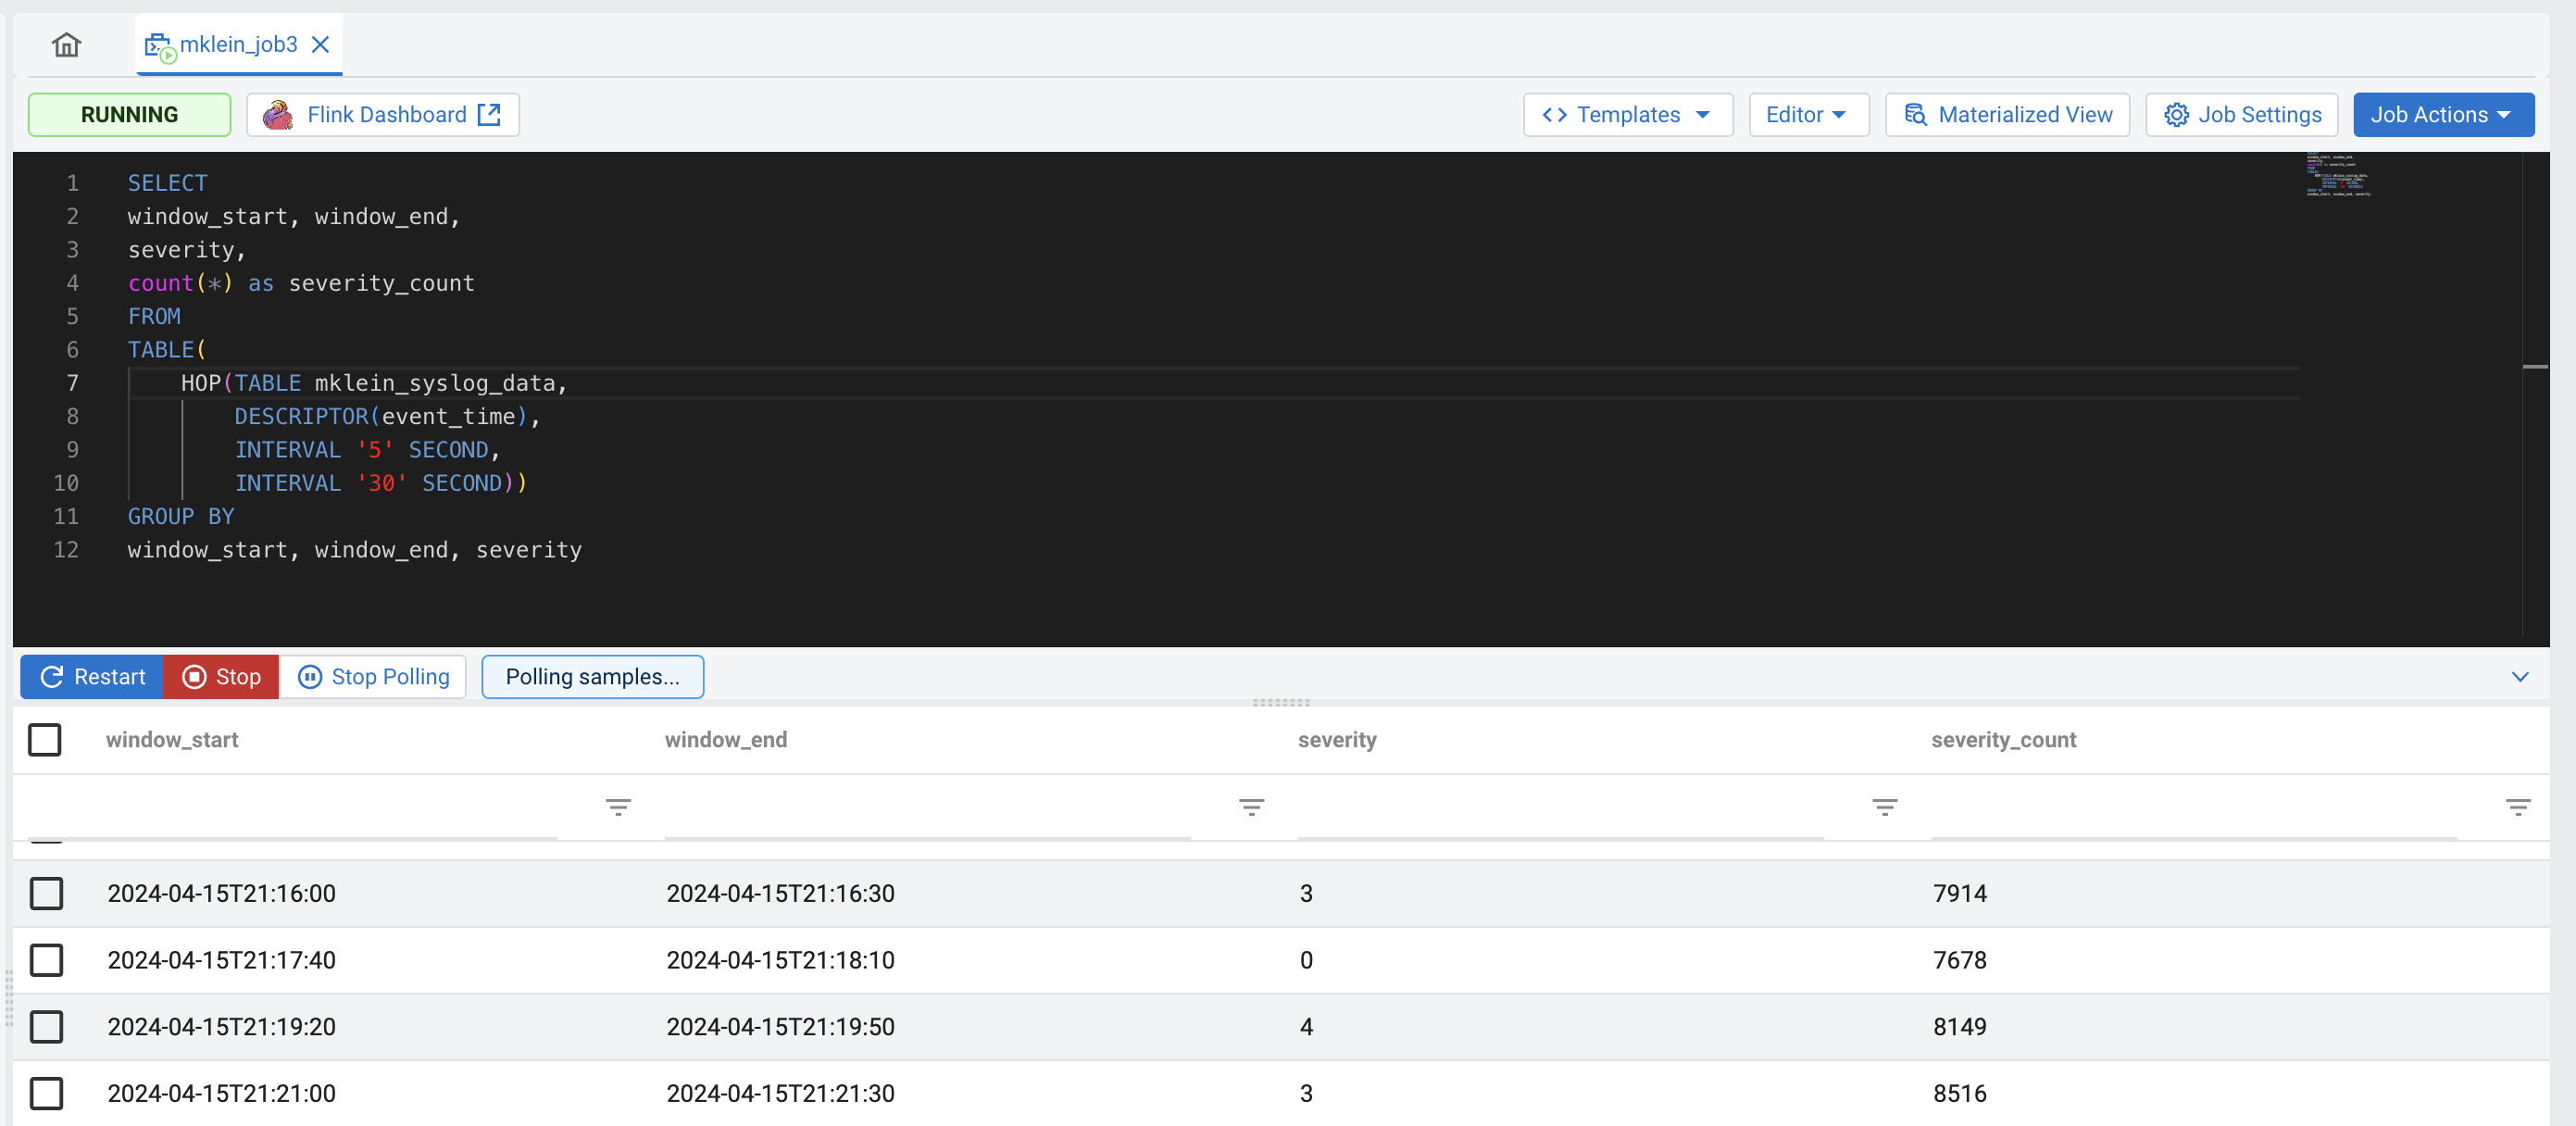 mklein_job3
RUNNING Flink Dashboard <> Templates Editor Materialized View Job Settings Job Actions
1 SELECT
2 window_start, window_end,
3 severity,
4 count(*) as severity_count
5 FROM
6 TABLE(
7 HOP(TABLE mklein_syslog_data,
8 DESCRIPTOR(event_time),
9 INTERVAL '5' SECOND,
10 INTERVAL '30' SECOND))
11 GROUP BY
12 window_start, window_end, severity
Restart Stop Stop Polling Polling samples...
window_start window_end severity severity_count
2024-04-15T21:16:00 2024-04-15T21:16:30 3 7914
2024-04-15T21:17:40 2024-04-15T21:18:10 0 7678
2024-04-15T21:19:20 2024-04-15T21:19:50 4 8149
2024-04-15T21:21:00 2024-04-15T21:21:30 3 8516